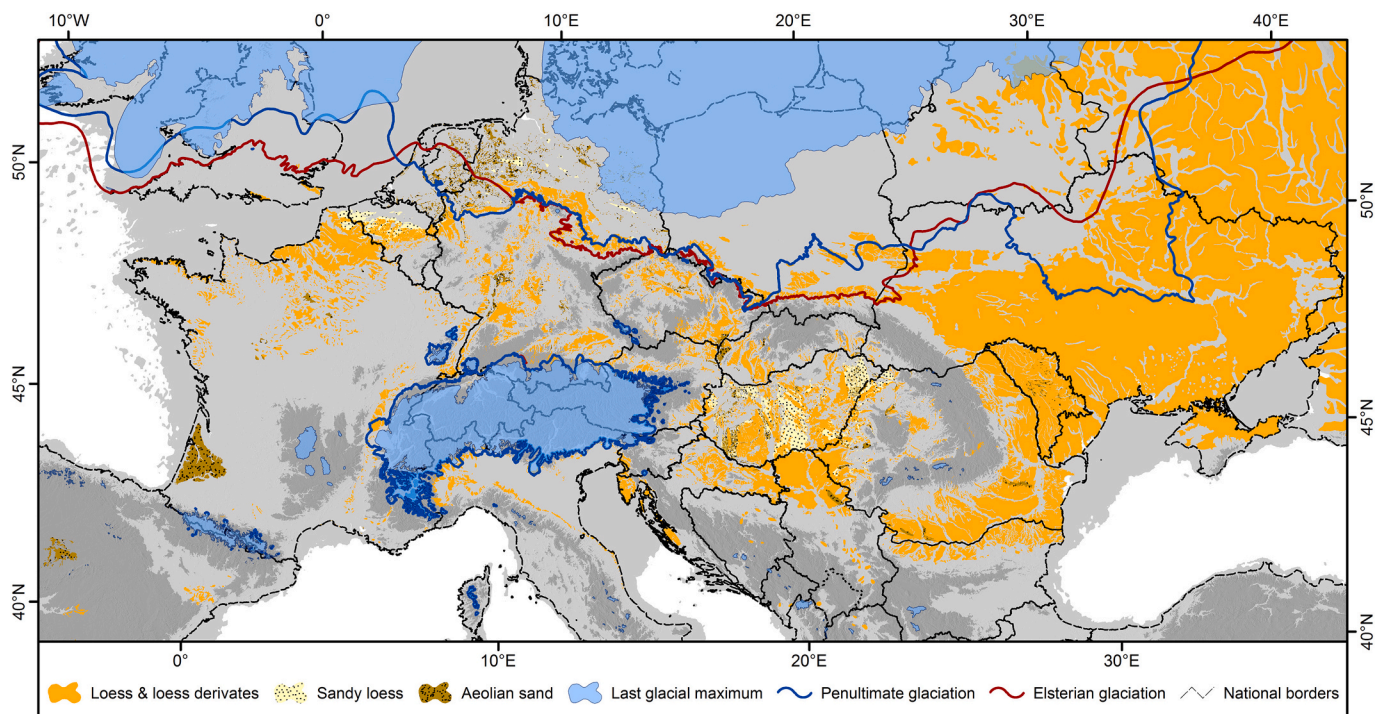 10°W 0° 10°E 20°E 30°E 40°E
50°N 50°N
45°N 45°N
40°N 40°N
0° 10°E 20°E 30°E
Loess & loess derivates Sandy loess Aeolian sand Last glacial maximum Penultimate glaciation Elsterian glaciation National borders